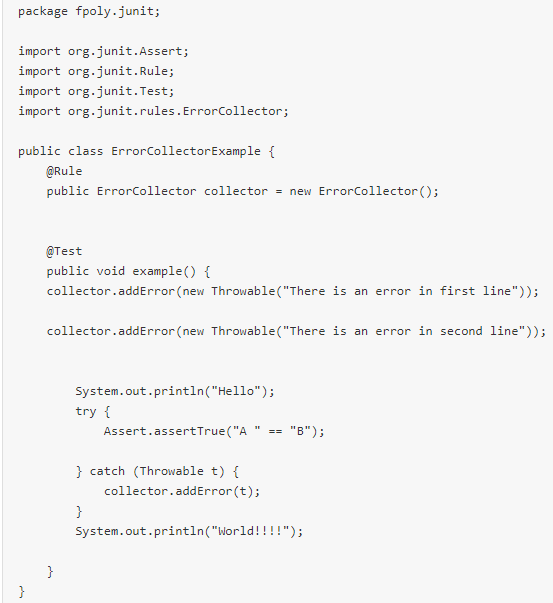 package fpoly.junit;
import org.junit.Assert;
import org.junit.Rule;
import org.junit.Test;
import org.junit.rules.ErrorCollector;
public class ErrorCollectorExample {
@Rule
public ErrorCollector collector = new ErrorCollector();
@Test
public void example() {
collector.addError(new Throwable("There is an error in first line"));
collector.addError(new Throwable("There is an error in second line"));
System.out.println("Hello");
try {
Assert.assertTrue("A " == "B");
} catch (Throwable t) {
collector.addError(t);
}
System.out.println("World!!!!");
}
}